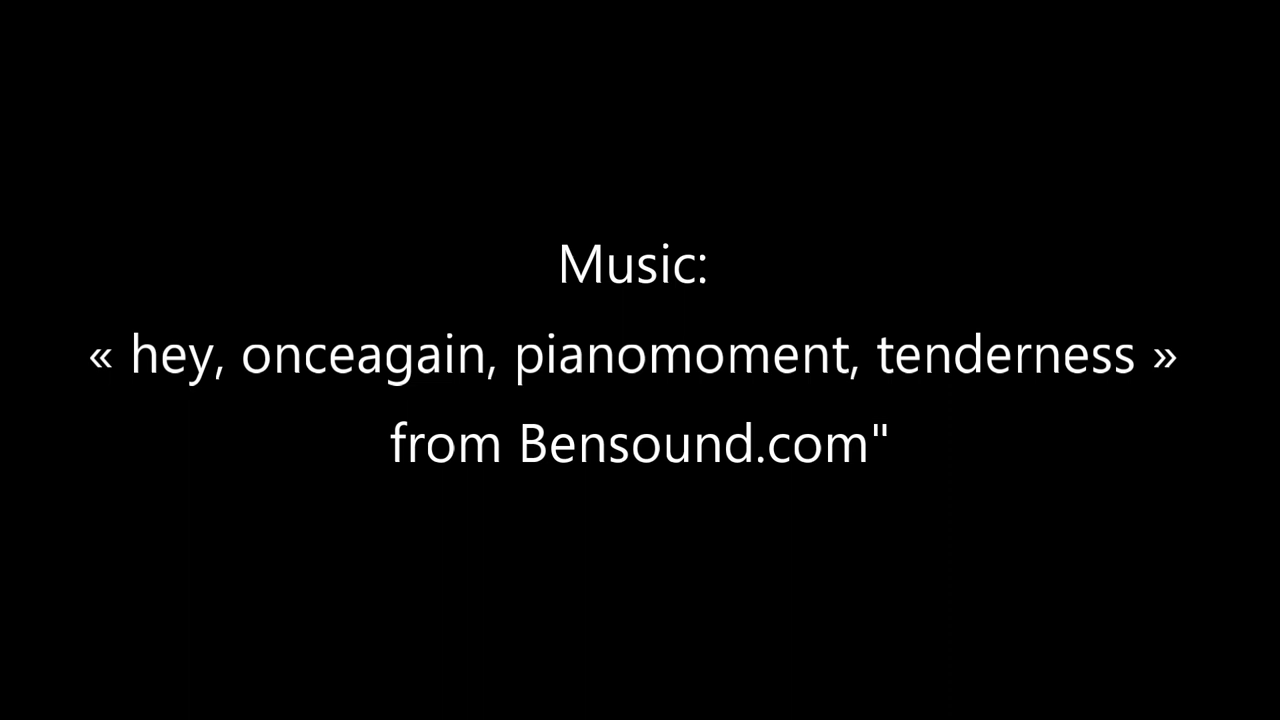 Music:
« hey, onceagain, pianomoment, tenderness »
from Bensound.com"